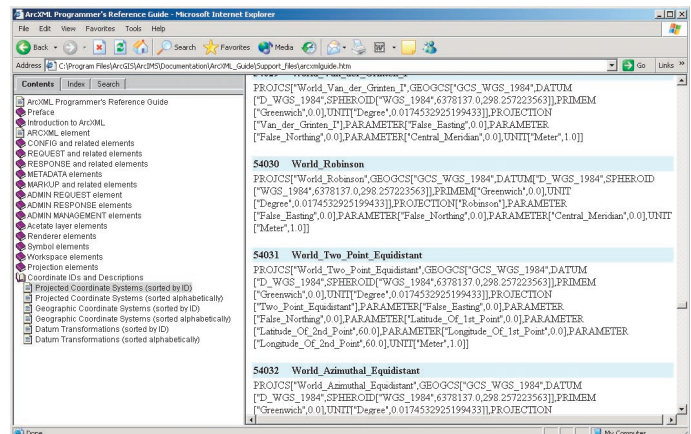 ArcXML Programmer's Reference Guide - Microsoft Internet Explorer
File Edit View Favorites Tools Help
Back Search Favorites Media
Address C:\Program Files\ArcGIS\ArcIMS\Documentation\ArcXML_Guide\Support_files\arcxmlguide.htm Go Links »
Contents Index Search
ArcXML Programmer's Reference Guide
Preface
Introduction to ArcXML
ARCXML element
CONFIG and related elements
REQUEST and related elements
RESPONSE and related elements
METADATA elements
MARKUP and related elements
ADMIN REQUEST element
ADMIN RESPONSE elements
ADMIN MANAGEMENT elements
Acetate layer elements
Renderer elements
Symbol elements
Workspace elements
Projection elements
Coordinate IDs and Descriptions
Projected Coordinate Systems (sorted by ID)
Projected Coordinate Systems (sorted alphabetically)
Geographic Coordinate Systems (sorted by ID)
Geographic Coordinate Systems (sorted alphabetically)
Datum Transformations (sorted by ID)
Datum Transformations (sorted alphabetically)
54029 World_Van_der_Grinten_I
PROJCS["World_Van_der_Grinten_I",GEOGCS["GCS_WGS_1984",DATUM
["D_WGS_1984",SPHEROID["WGS_1984",6378137.0,298.257223563]],PRIMEM
["Greenwich",0.0],UNIT["Degree",0.0174532925199433]],PROJECTION
["Van_der_Grinten_I"],PARAMETER["False_Easting",0.0],PARAMETER
["False_Northing",0.0],PARAMETER["Central_Meridian",0.0],UNIT["Meter",1.0]]
54030 World_Robinson
PROJCS["World_Robinson",GEOGCS["GCS_WGS_1984",DATUM["D_WGS_1984",SPHEROID
["WGS_1984",6378137.0,298.257223563]],PRIMEM["Greenwich",0.0],UNIT
["Degree",0.0174532925199433]],PROJECTION["Robinson"],PARAMETER
["False_Easting",0.0],PARAMETER["False_Northing",0.0],PARAMETER["Central_Meridian",0.0],UNIT
["Meter",1.0]]
54031 World_Two_Point_Equidistant
PROJCS["World_Two_Point_Equidistant",GEOGCS["GCS_WGS_1984",DATUM
["D_WGS_1984",SPHEROID["WGS_1984",6378137.0,298.257223563]],PRIMEM
["Greenwich",0.0],UNIT["Degree",0.0174532925199433]],PROJECTION
["Two_Point_Equidistant"],PARAMETER["False_Easting",0.0],PARAMETER
["False_Northing",0.0],PARAMETER["Latitude_Of_1st_Point",0.0],PARAMETER
["Latitude_Of_2nd_Point",60.0],PARAMETER["Longitude_Of_1st_Point",0.0],PARAMETER
["Longitude_Of_2nd_Point",60.0],UNIT["Meter",1.0]]
54032 World_Azimuthal_Equidistant
PROJCS["World_Azimuthal_Equidistant",GEOGCS["GCS_WGS_1984",DATUM
["D_WGS_1984",SPHEROID["WGS_1984",6378137.0,298.257223563]],PRIMEM
["Greenwich",0.0],UNIT["Degree",0.0174532925199433]],PROJECTION
Done My Computer